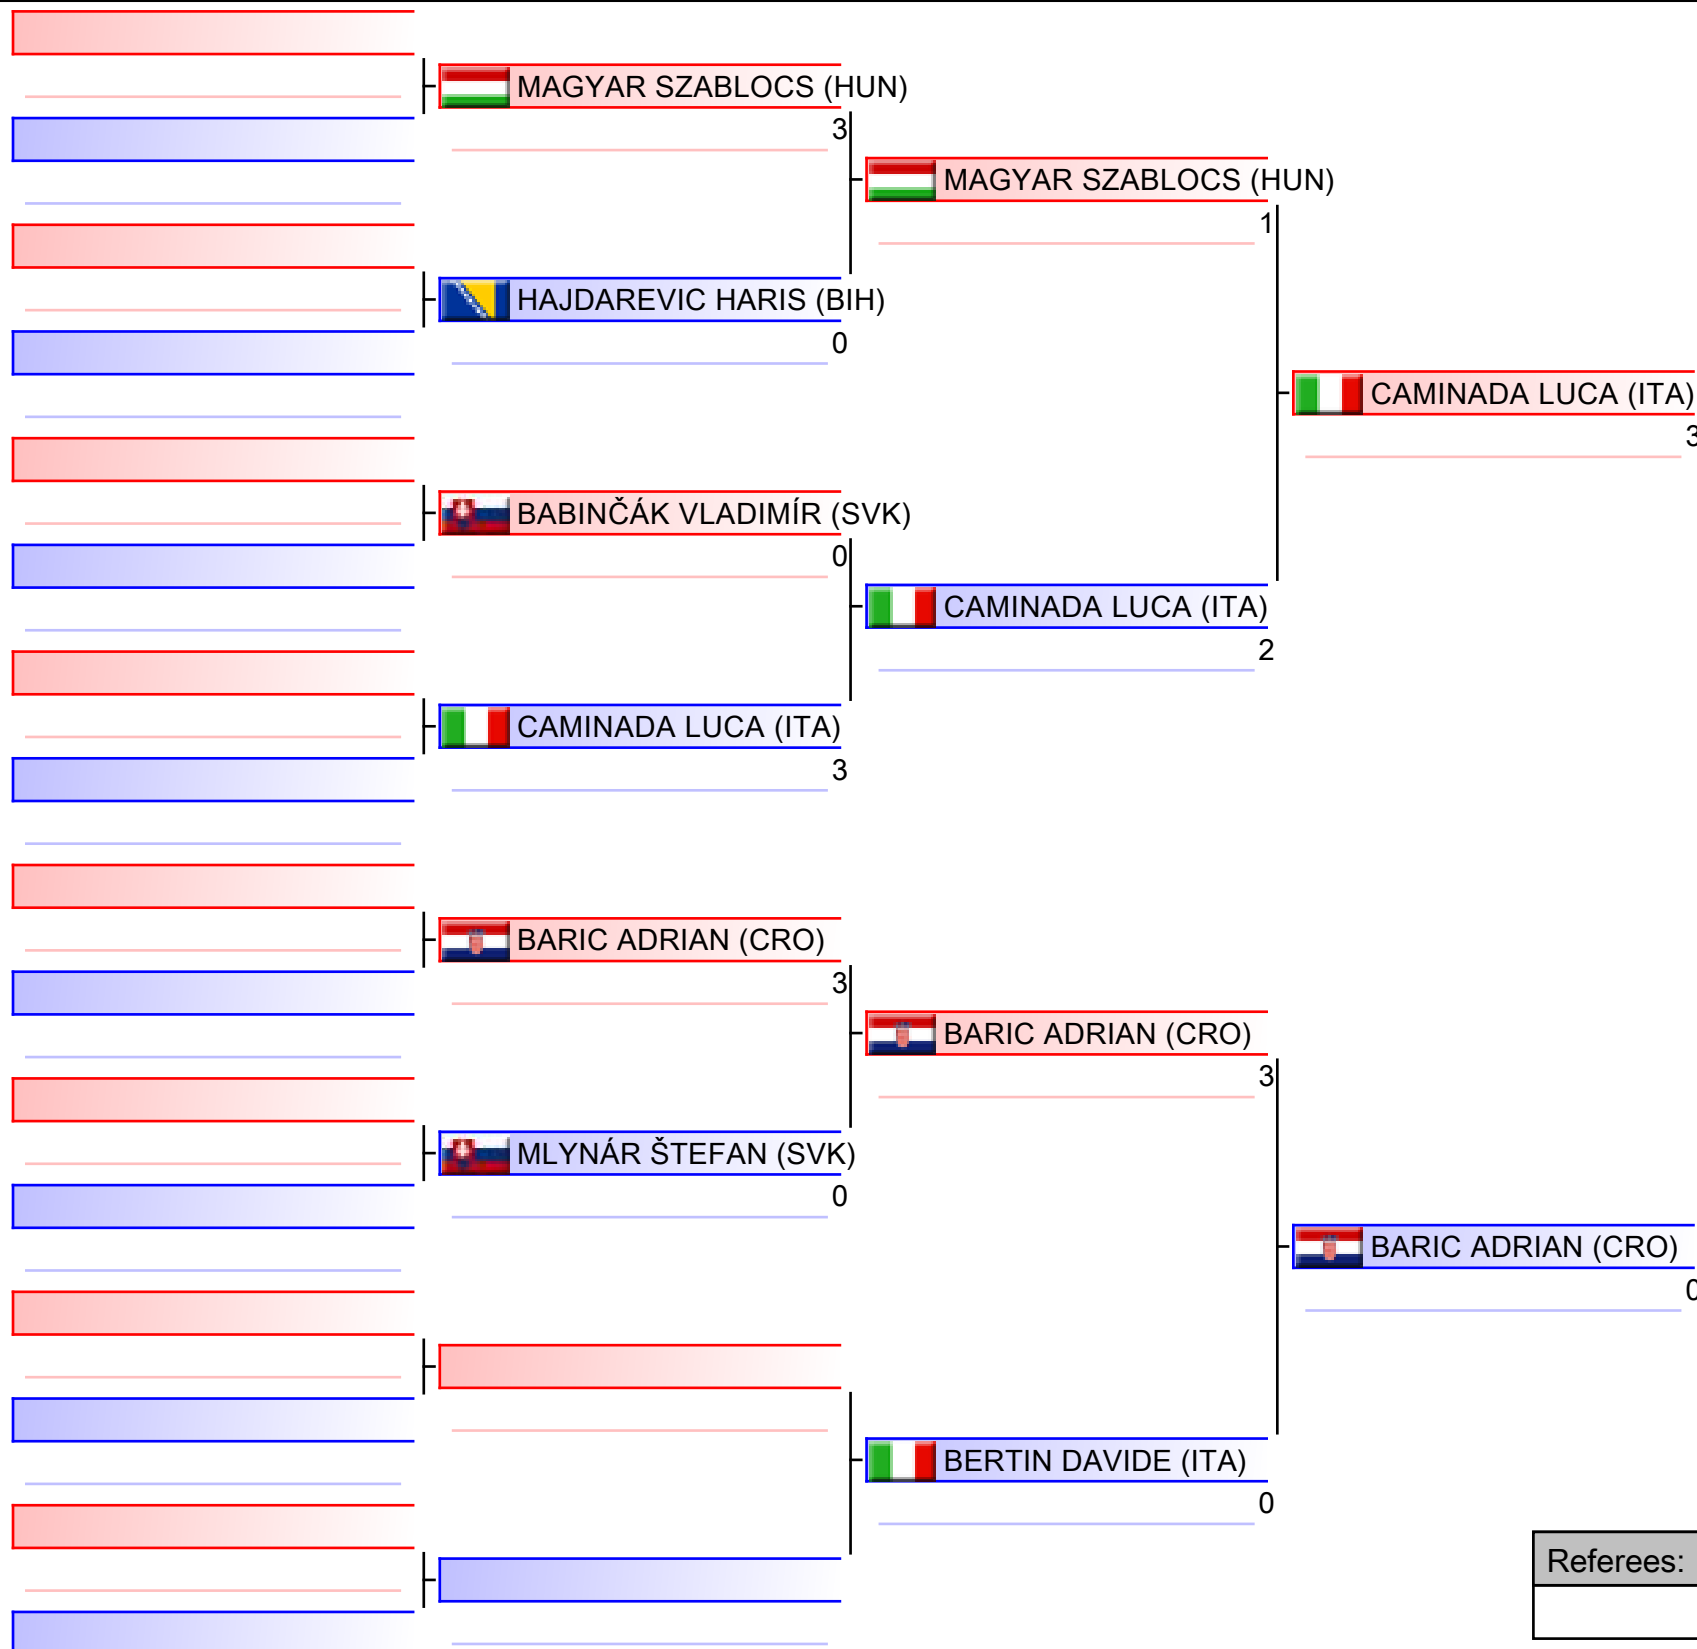 MAGYAR SZABLOCS (HUN)
3
MAGYAR SZABLOCS (HUN)
1
HAJDAREVIC HARIS (BIH)
0
CAMINADA LUCA (ITA)
3
BABINČÁK VLADIMÍR (SVK)
0
CAMINADA LUCA (ITA)
2
CAMINADA LUCA (ITA)
3
BARIC ADRIAN (CRO)
3
BARIC ADRIAN (CRO)
3
MLYNÁR ŠTEFAN (SVK)
0
BARIC ADRIAN (CRO)
0
BERTIN DAVIDE (ITA)
0
Referees: